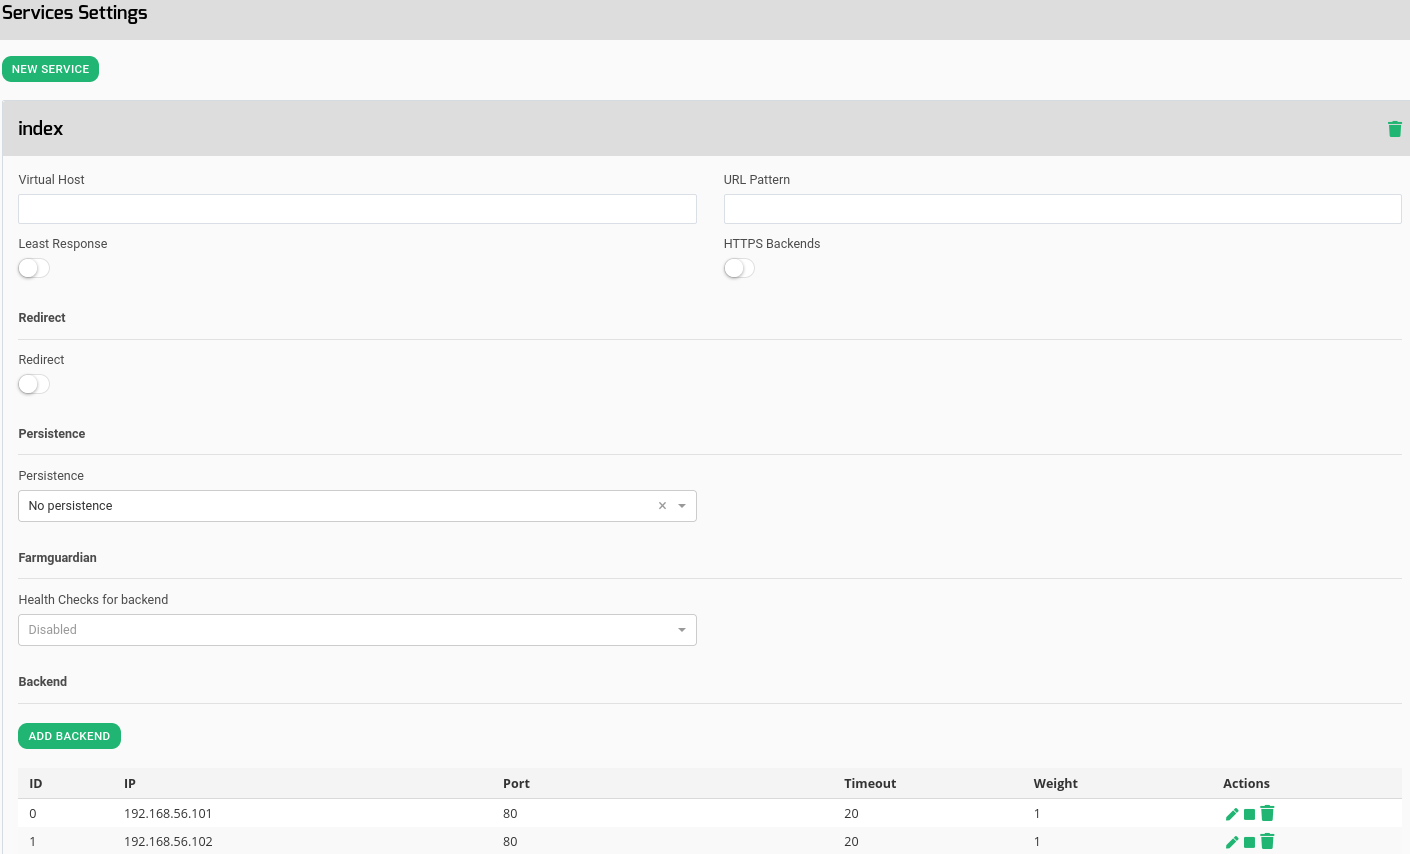 Services Settings
NEW SERVICE
index
Virtual Host URL Pattern
Least Response HTTPS Backends
Redirect
Redirect
Persistence
Persistence
No persistence ×
Farmguardian
Health Checks for backend
Disabled
Backend
ADD BACKEND
ID IP Port Timeout Weight Actions
0 192.168.56.101 80 20 1
1 192.168.56.102 80 20 1